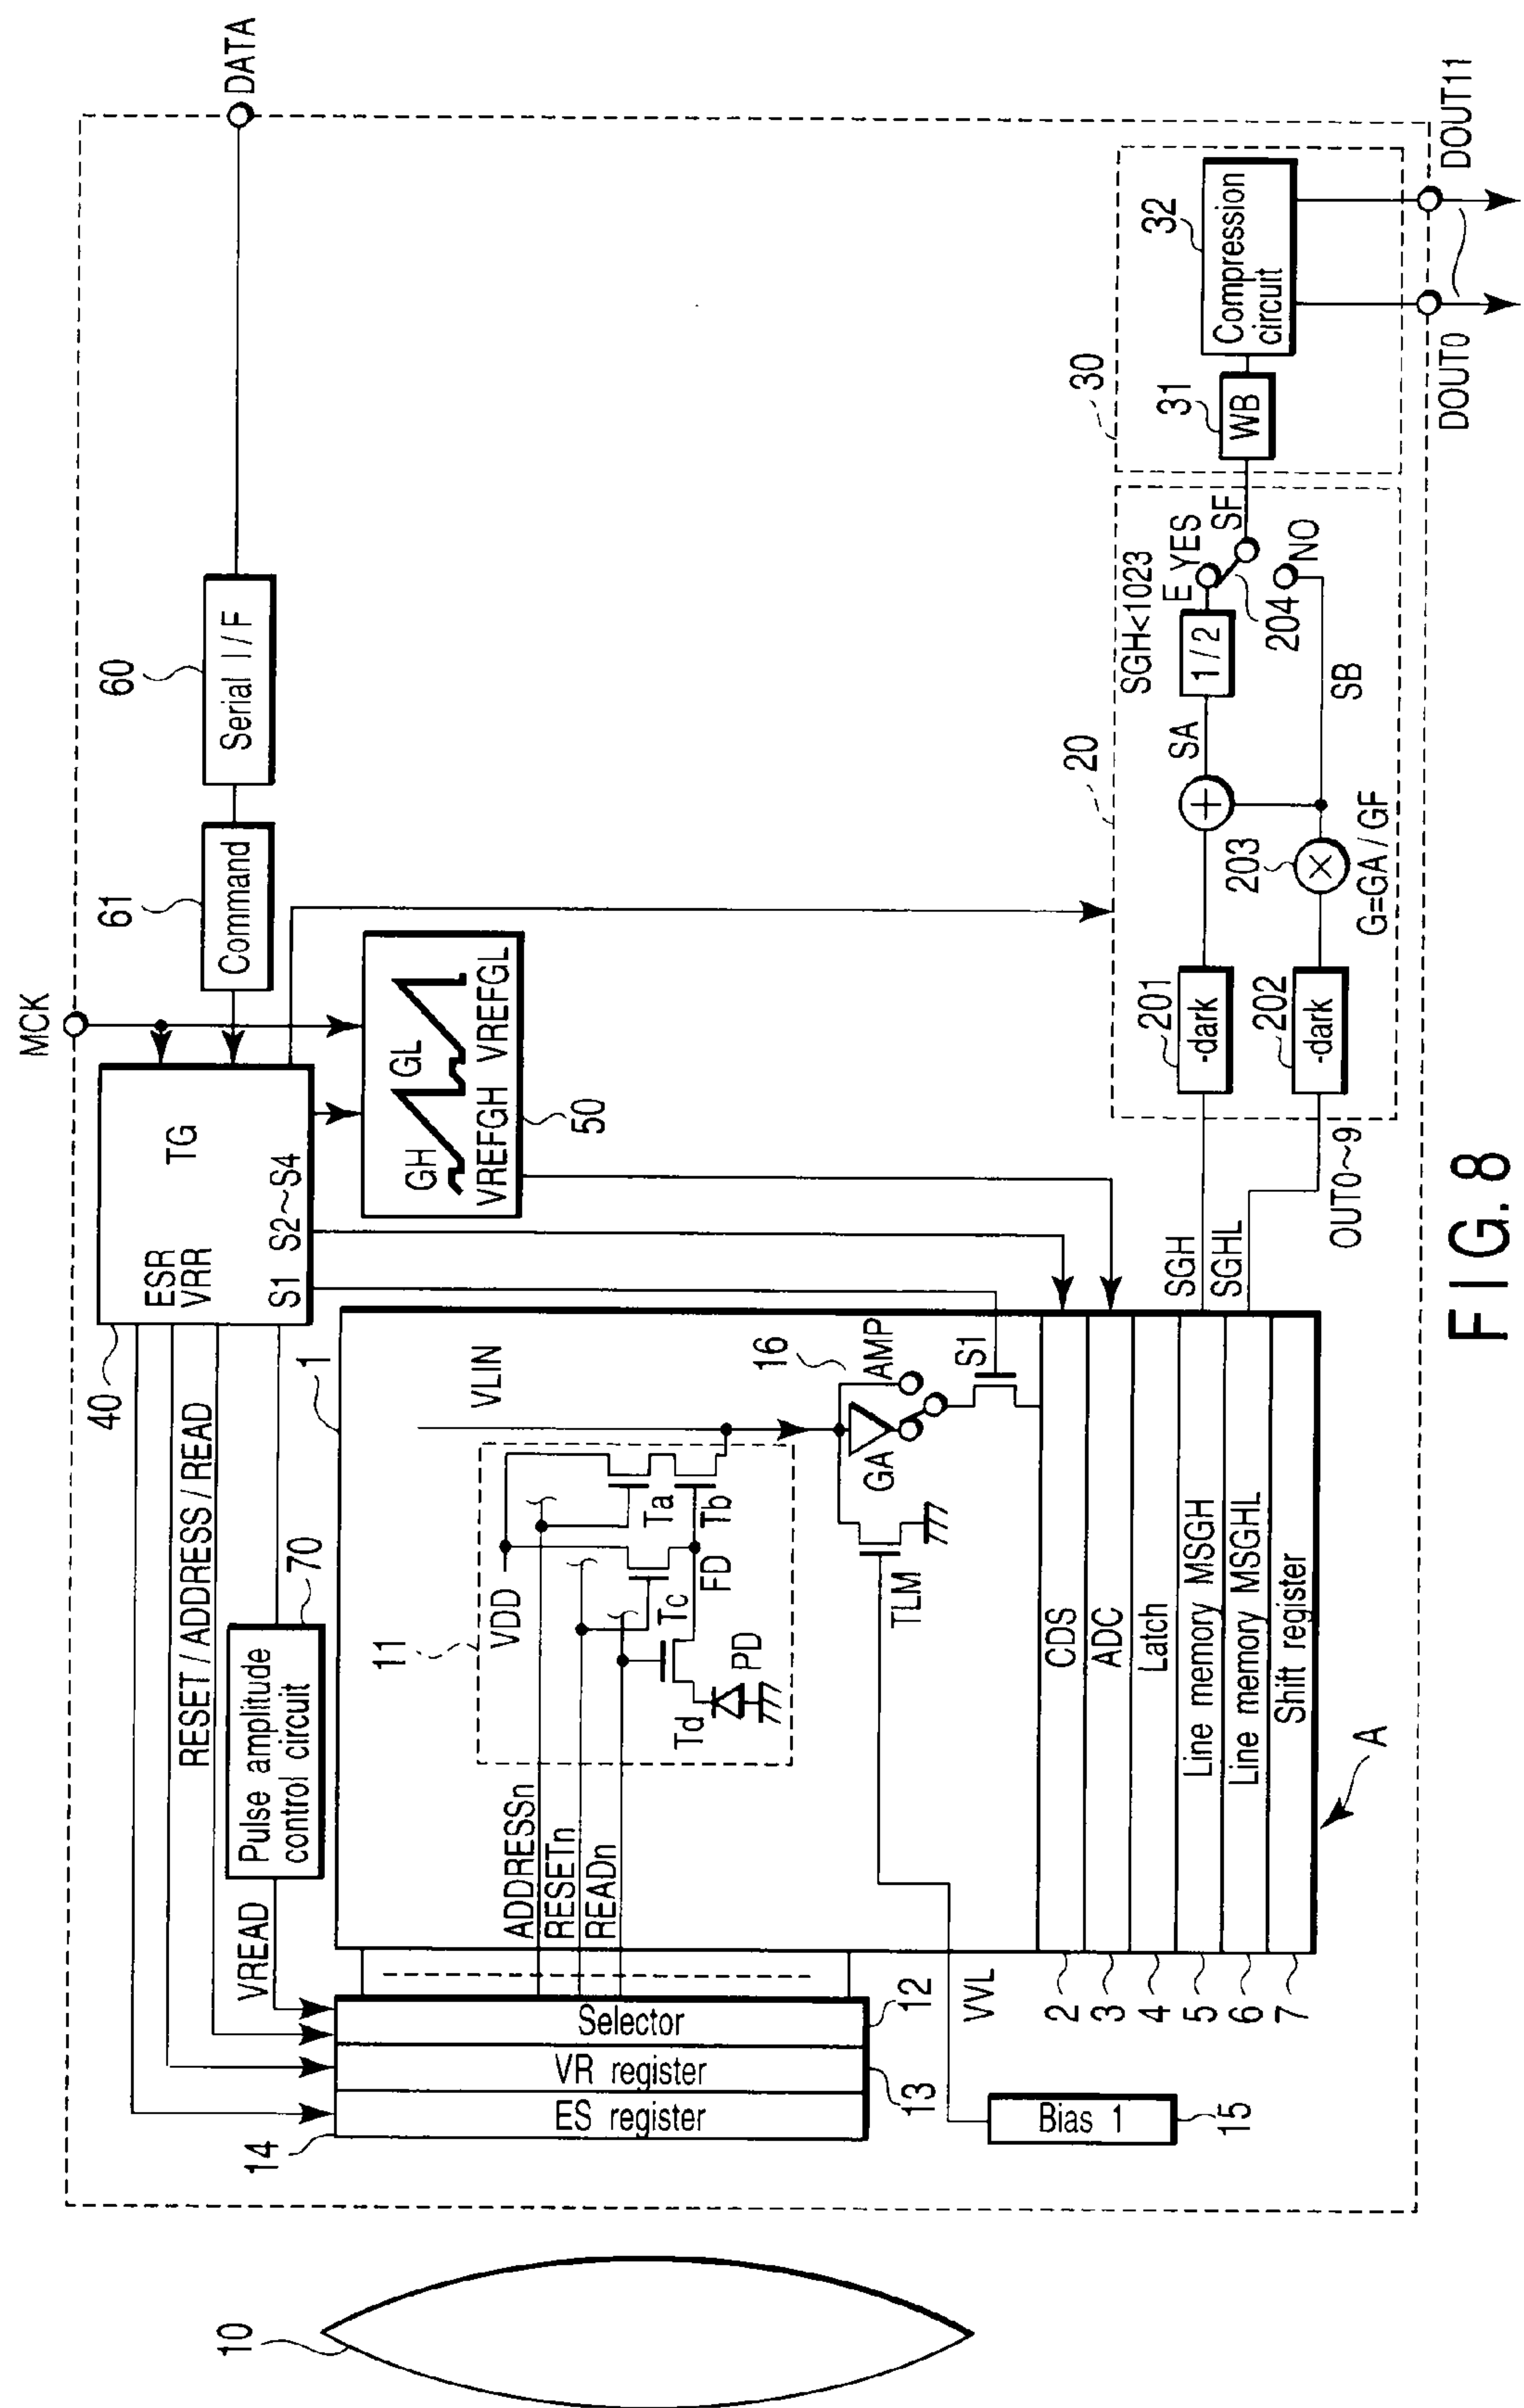 MCK
DATA
61
60
Command
Serial I/F
40
TG
ESR
VRR
S1 S2~S4
RESET/ADDRESS/READ
70
Pulse amplitude
control circuit
VREAD
GH GL
VREFGH VREFGL
50
14
ES register
VR register
Selector
13
12
1
VLIN
11
VDD
Ta
Tb
Tc
FD
Td
PD
ADDRESSn
RESETn
READn
16
AMP
GA
S1
TLM
VVL
Bias 1
15
2
CDS
3
ADC
4
Latch
5
Line memory MSGH
6
Line memory MSGHL
7
Shift register
A
SGH
SGHL
OUT0~9
20
201
-dark
202
-dark
203
G=GA/GF
SA
SB
SGH<1023
1/2
E YES
SF
204
NO
30
31
WB
32
Compression
circuit
DOUT0
DOUT11
10
FIG. 8